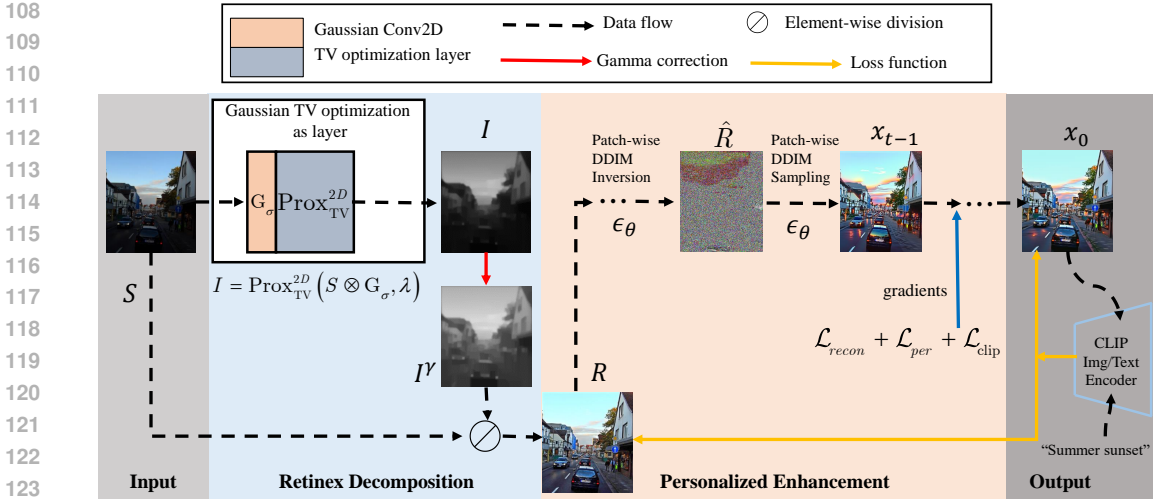 108
109
110
111
112
113
114
115
116
117
118
119
120
121
122
123
Gaussian Conv2D
TV optimization layer
Data flow
Element-wise division
Gamma correction
Loss function
Gaussian TV optimization
as layer
G_σ
Prox_TV^2D
S
I = Prox_TV^2D (S ⊗ G_σ, λ)
I
I^γ
R
Patch-wise
DDIM
Inversion
ϵ_θ
R̂
Patch-wise
DDIM
Sampling
ϵ_θ
x_{t−1}
gradients
ℒ_recon + ℒ_per + ℒ_clip
x_0
CLIP
Img/Text
Encoder
“Summer sunset”
Input
Retinex Decomposition
Personalized Enhancement
Output